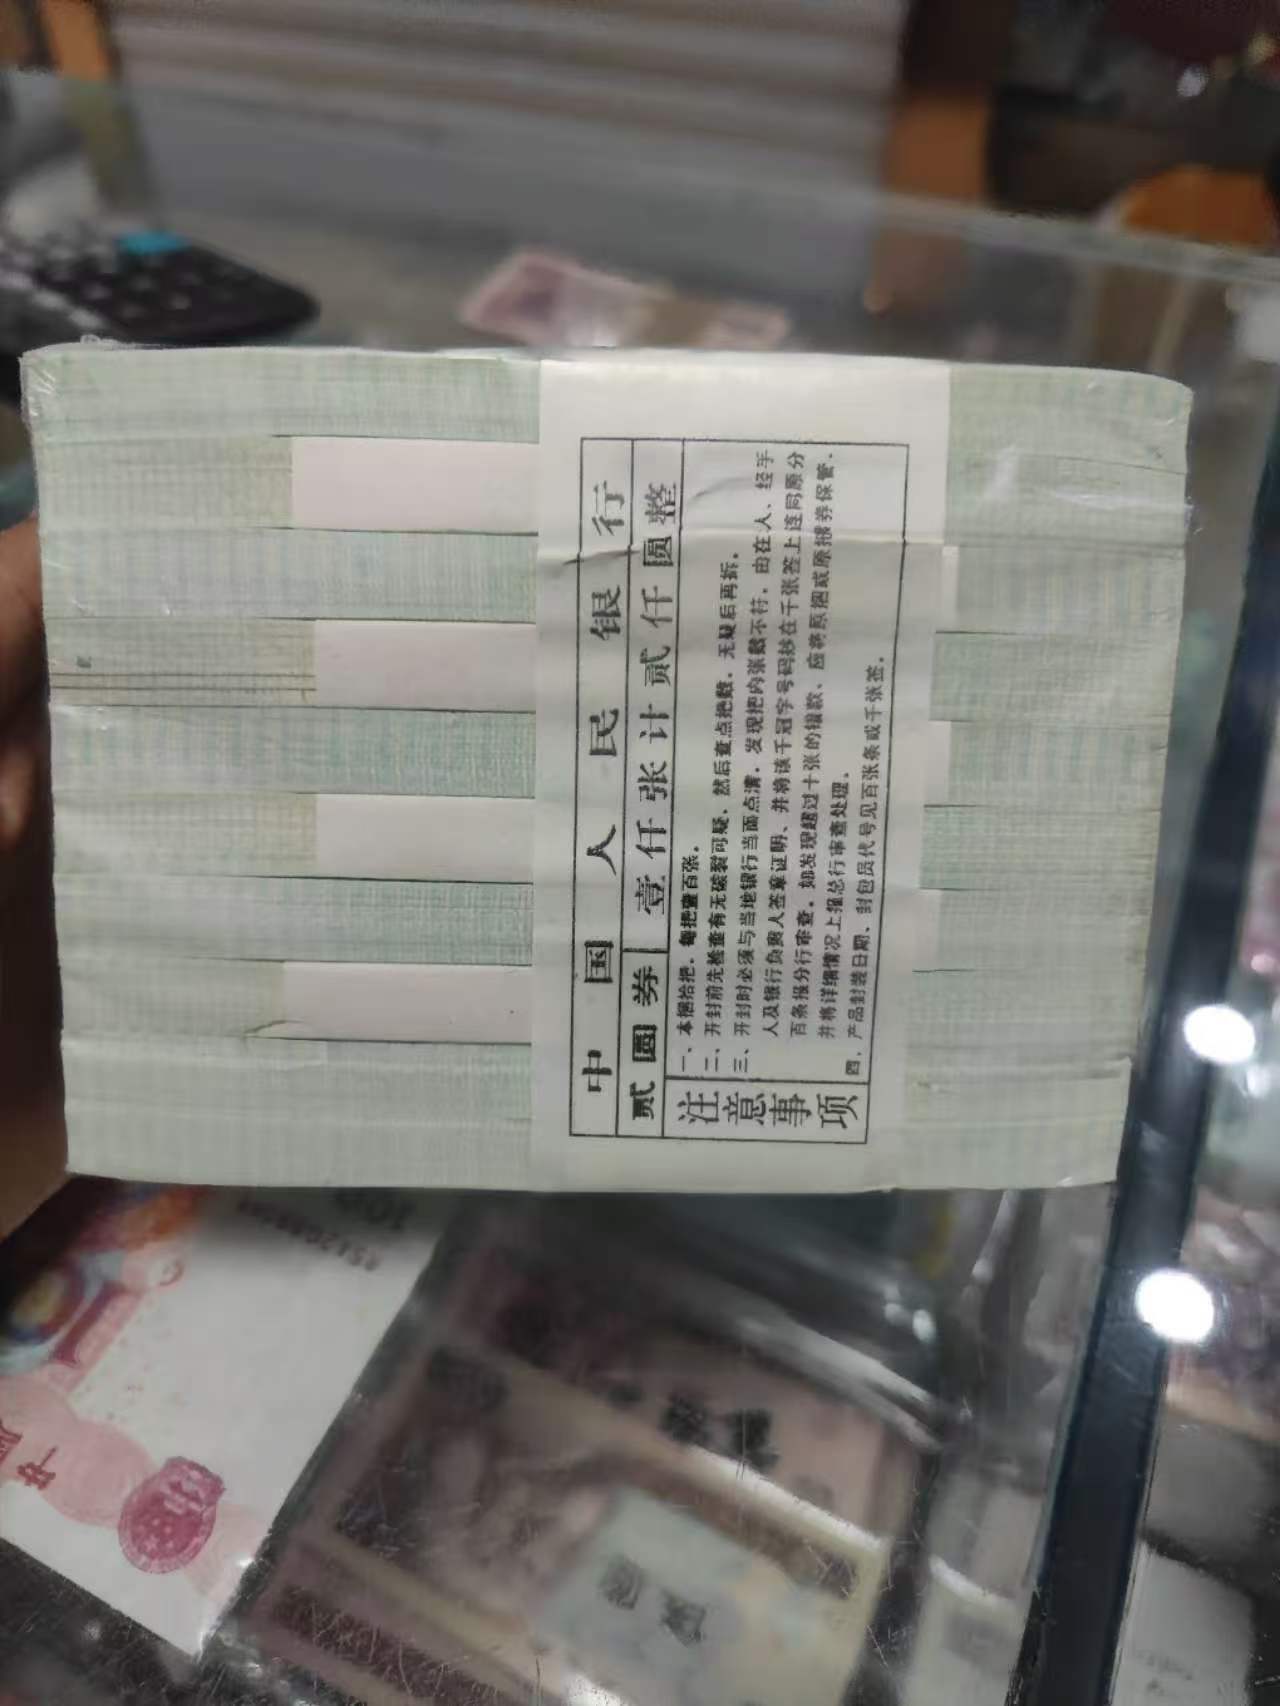 中国人民银行
贰圆券 壹仟张计贰仟圆整
注意事项
一、本捆拾把，每把壹百张。
二、开封前先检查有无破裂可疑，然后查点把数，无疑后再拆。
三、开封时必须与当地银行当面点清，发现把内张数不符，由在人、经手
人及银行负责人签章证明、并将该千冠字号码抄在千张签上连同原分
百条报分行审查。如发现超过十张的错款、应将原捆或原损券保管，
并将详细情况上报总行审查处理。
四、产品封装日期、封包员代号见百张条或千张签。